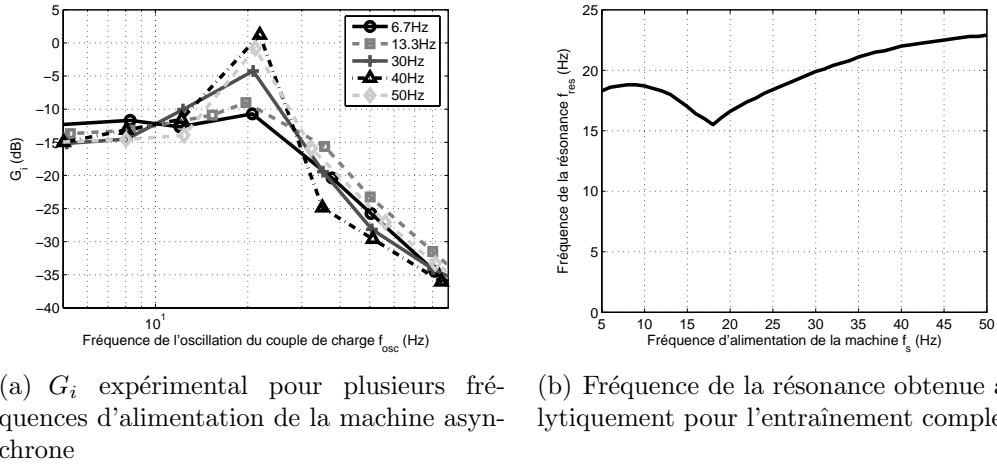 5
0
−5
−10
−15
−20
−25
−30
−35
−40
G_i (dB)
10^1
Fréquence de l'oscillation du couple de charge f_osc (Hz)
6.7Hz
13.3Hz
30Hz
40Hz
50Hz
25
20
15
10
5
0
Fréquence de la résonance f_res (Hz)
5 10 15 20 25 30 35 40 45 50
Fréquence d'alimentation de la machine f_s (Hz)
(a) G_i expérimental pour plusieurs fré-
quences d'alimentation de la machine asyn-
chrone
(b) Fréquence de la résonance obtenue a
lytiquement pour l'entraînement comple